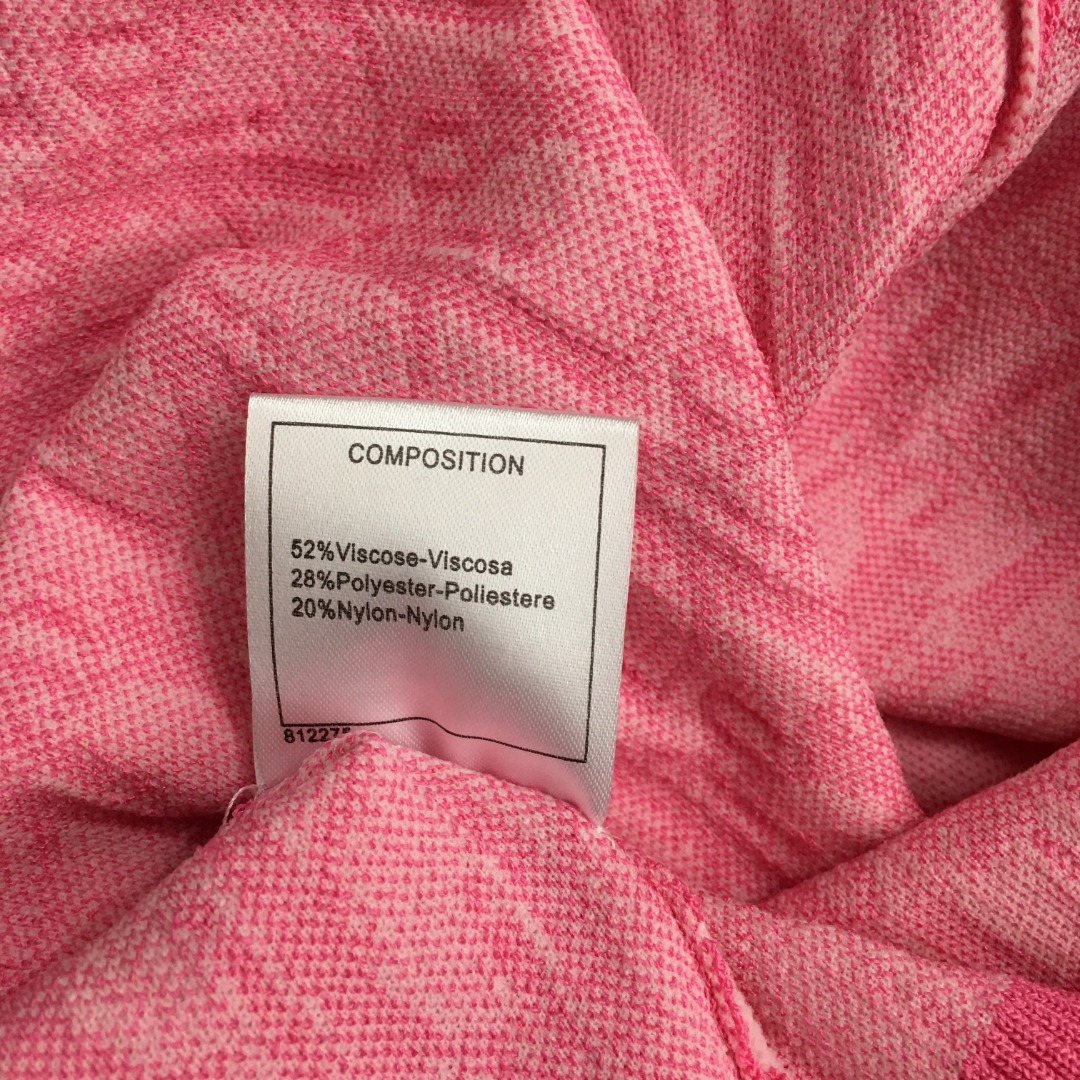 COMPOSITION
52%Viscose-Viscosa
28%Polyester-Poliestere
20%Nylon-Nylon